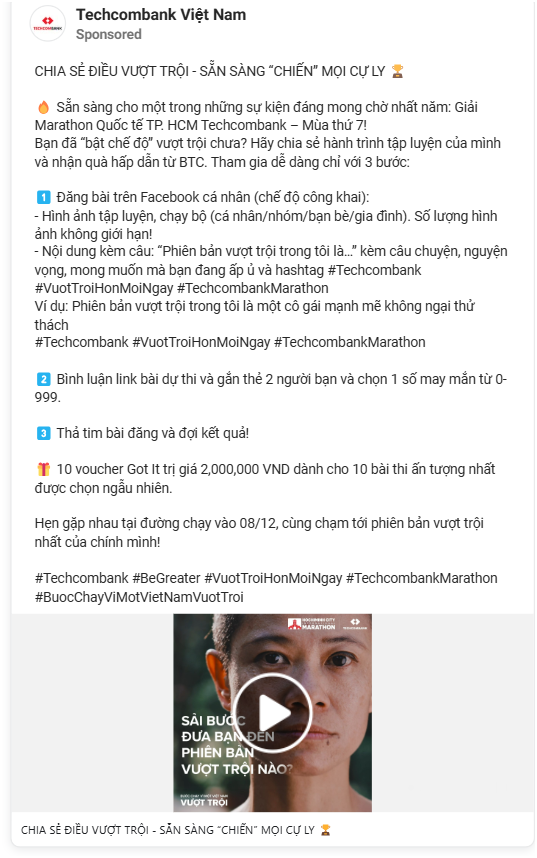 Techcombank Việt Nam
Sponsored
CHIA SẺ ĐIỀU VƯỢT TRỘI - SẴN SÀNG “CHIẾN” MỌI CỰ LY 🏆
🔥 Sẵn sàng cho một trong những sự kiện đáng mong chờ nhất năm: Giải
Marathon Quốc tế TP. HCM Techcombank – Mùa thứ 7!
Bạn đã “bật chế độ” vượt trội chưa? Hãy chia sẻ hành trình tập luyện của mình
và nhận quà hấp dẫn từ BTC. Tham gia dễ dàng chỉ với 3 bước:
1️⃣ Đăng bài trên Facebook cá nhân (chế độ công khai):
- Hình ảnh tập luyện, chạy bộ (cá nhân/nhóm/bạn bè/gia đình). Số lượng hình
ảnh không giới hạn!
- Nội dung kèm câu: “Phiên bản vượt trội trong tôi là…” kèm câu chuyện, nguyện
vọng, mong muốn mà bạn đang ấp ủ và hashtag #Techcombank
#VuotTroiHonMoiNgay #TechcombankMarathon
Ví dụ: Phiên bản vượt trội trong tôi là một cô gái mạnh mẽ không ngại thử
thách
#Techcombank #VuotTroiHonMoiNgay #TechcombankMarathon
2️⃣ Bình luận link bài dự thi và gắn thẻ 2 người bạn và chọn 1 số may mắn từ 0-
999.
3️⃣ Thả tim bài đăng và đợi kết quả!
🎁 10 voucher Got It trị giá 2,000,000 VND dành cho 10 bài thi ấn tượng nhất
được chọn ngẫu nhiên.
Hẹn gặp nhau tại đường chạy vào 08/12, cùng chạm tới phiên bản vượt trội
nhất của chính mình!
#Techcombank #BeGreater #VuotTroiHonMoiNgay #TechcombankMarathon
#BuocChayViMotVietNamVuotTroi
MARATHON
SẢI BƯỚC
ĐƯA BẠN ĐẾN
PHIÊN BẢN
VƯỢT TRỘI NÀO?
VƯỢT TRỘI
CHIA SẺ ĐIỀU VƯỢT TRỘI - SẴN SÀNG “CHIẾN” MỌI CỰ LY 🏆